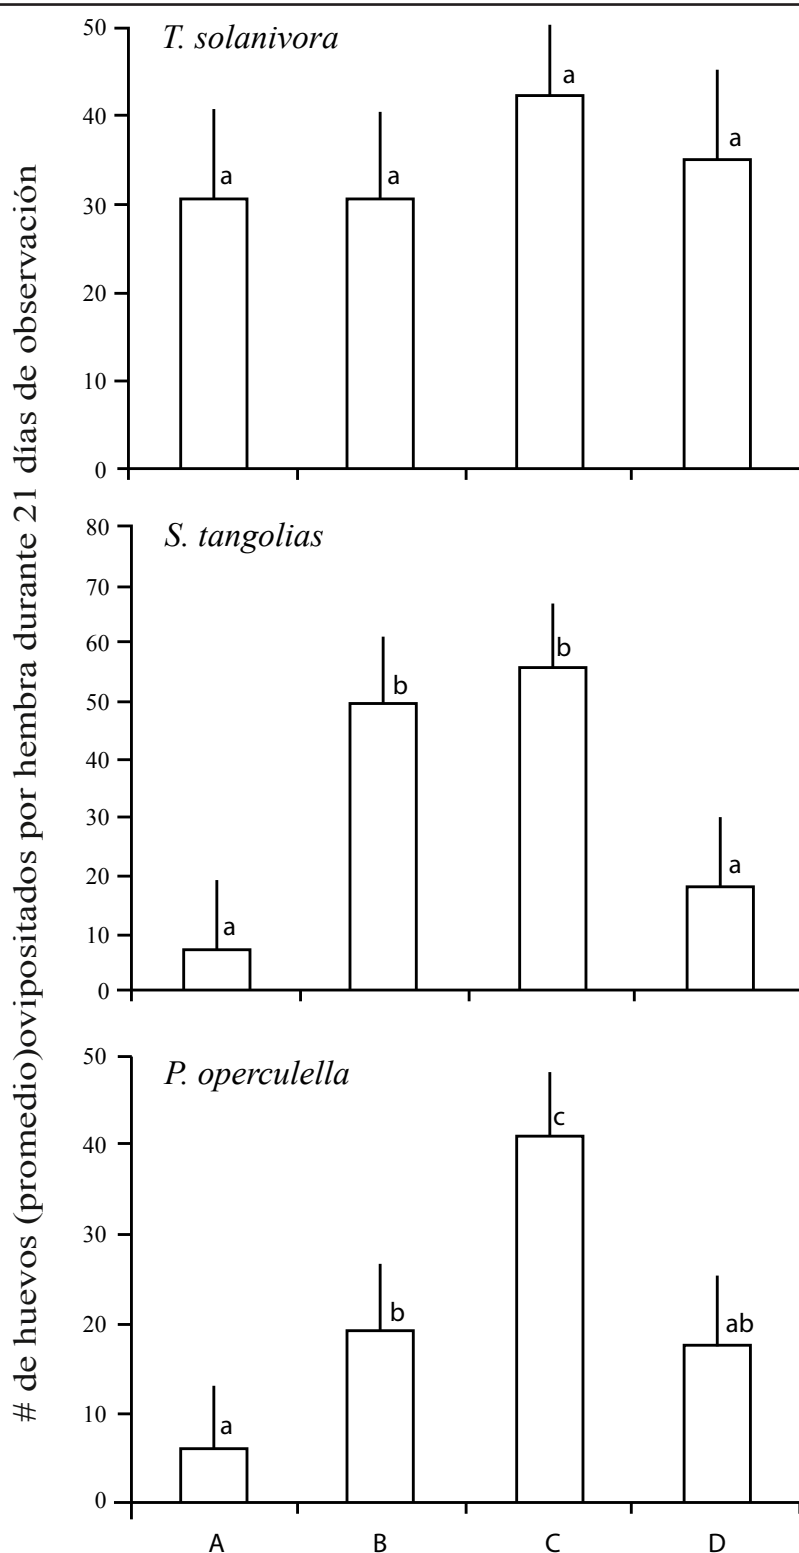 # de huevos (promedio)ovipositados por hembra durante 21 días de observación
T. solanivora
50
40
30
20
10
0
a
a
a
a
S. tangolias
80
70
60
50
40
30
20
10
0
a
b
b
a
P. operculella
50
40
30
20
10
0
a
b
c
ab
A B C D